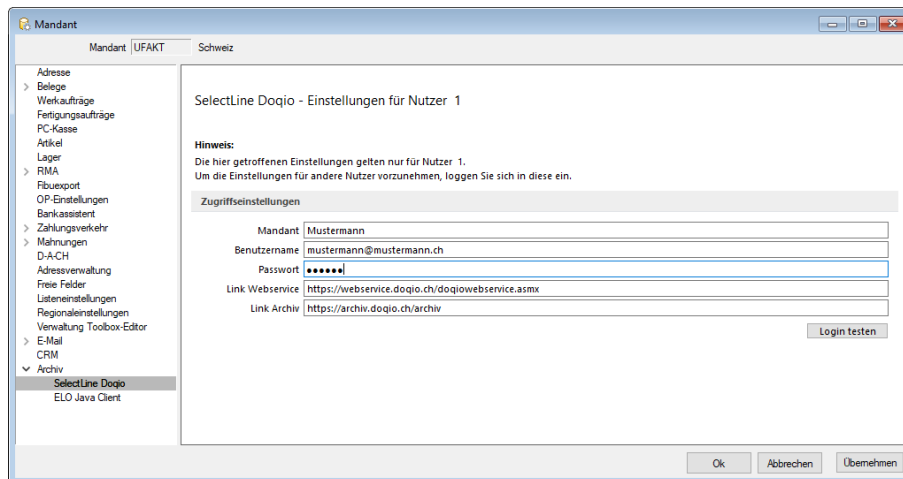 Mandant
Mandant UFAKT Schweiz
Adresse
Belege
Werkaufträge
Fertigungsaufträge
PC-Kasse
Artikel
Lager
RMA
Fibuexport
OP-Einstellungen
Bankassistent
Zahlungsverkehr
Mahnungen
D-A-CH
Adressverwaltung
Freie Felder
Listeneinstellungen
Regionaleinstellungen
Verwaltung Toolbox-Editor
E-Mail
CRM
Archiv
SelectLine Doqio
ELO Java Client
SelectLine Doqio - Einstellungen für Nutzer 1
Hinweis:
Die hier getroffenen Einstellungen gelten nur für Nutzer 1.
Um die Einstellungen für andere Nutzer vorzunehmen, loggen Sie sich in diese ein.
Zugriffseinstellungen
Mandant Mustermann
Benutzername mustermann@mustermann.ch
Passwort ●●●●●●
Link Webservice https://webservice.doqio.ch/doqiowebservice.asmx
Link Archiv https://archiv.doqio.ch/archiv
Login testen
Ok Abbrechen Übernehmen